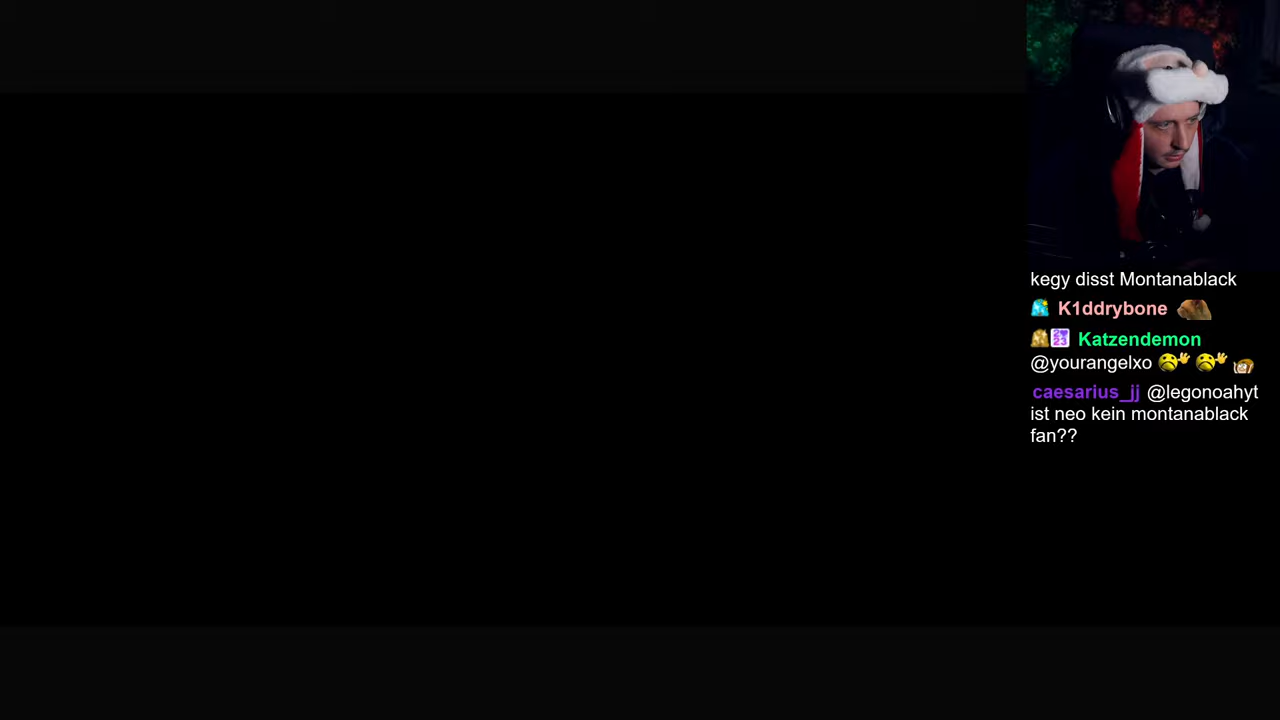 kegy disst Montanablack
K1ddrybone
Katzendemon
@yourangelxo
caesarius_jj @legonoahyt
ist neo kein montanablack
fan??